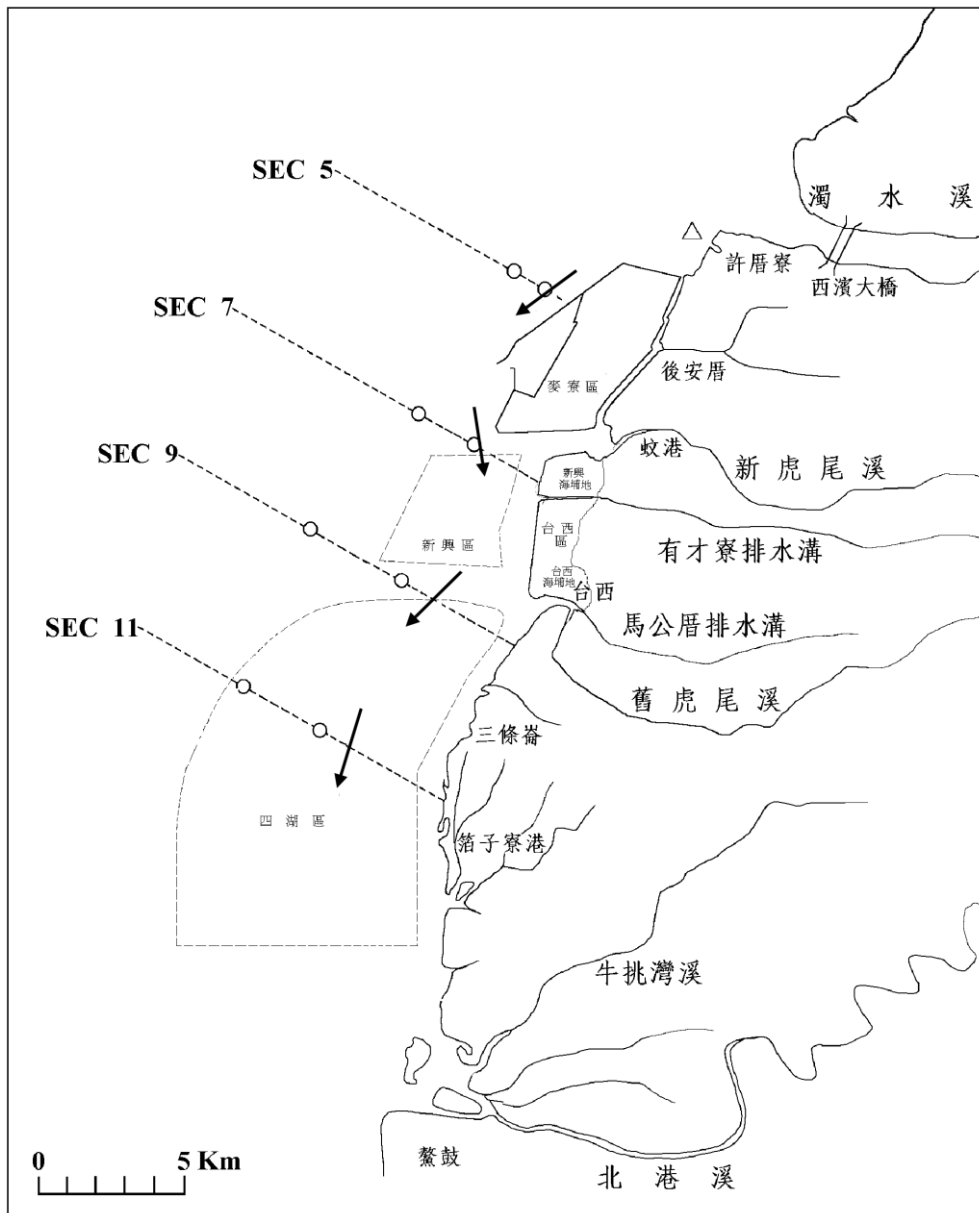 SEC 5
濁 水 溪
許厝寮
西濱大橋
SEC 7
麥寮區
後安厝
蚊港
新虎尾溪
SEC 9
新興
海埔地
有才寮排水溝
新興區
台西
區
台西
海埔地
台西
馬公厝排水溝
SEC 11
舊虎尾溪
三條崙
四湖區
箔子寮港
牛挑灣溪
0 5 Km
鰲鼓
北港溪